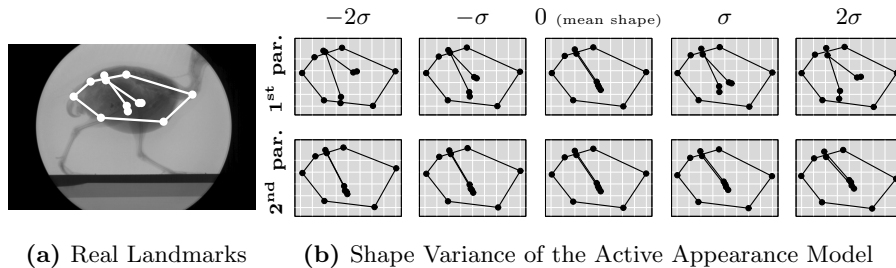 −2σ −σ 0 (mean shape) σ 2σ
1st par.
2nd par.
(a) Real Landmarks (b) Shape Variance of the Active Appearance Model